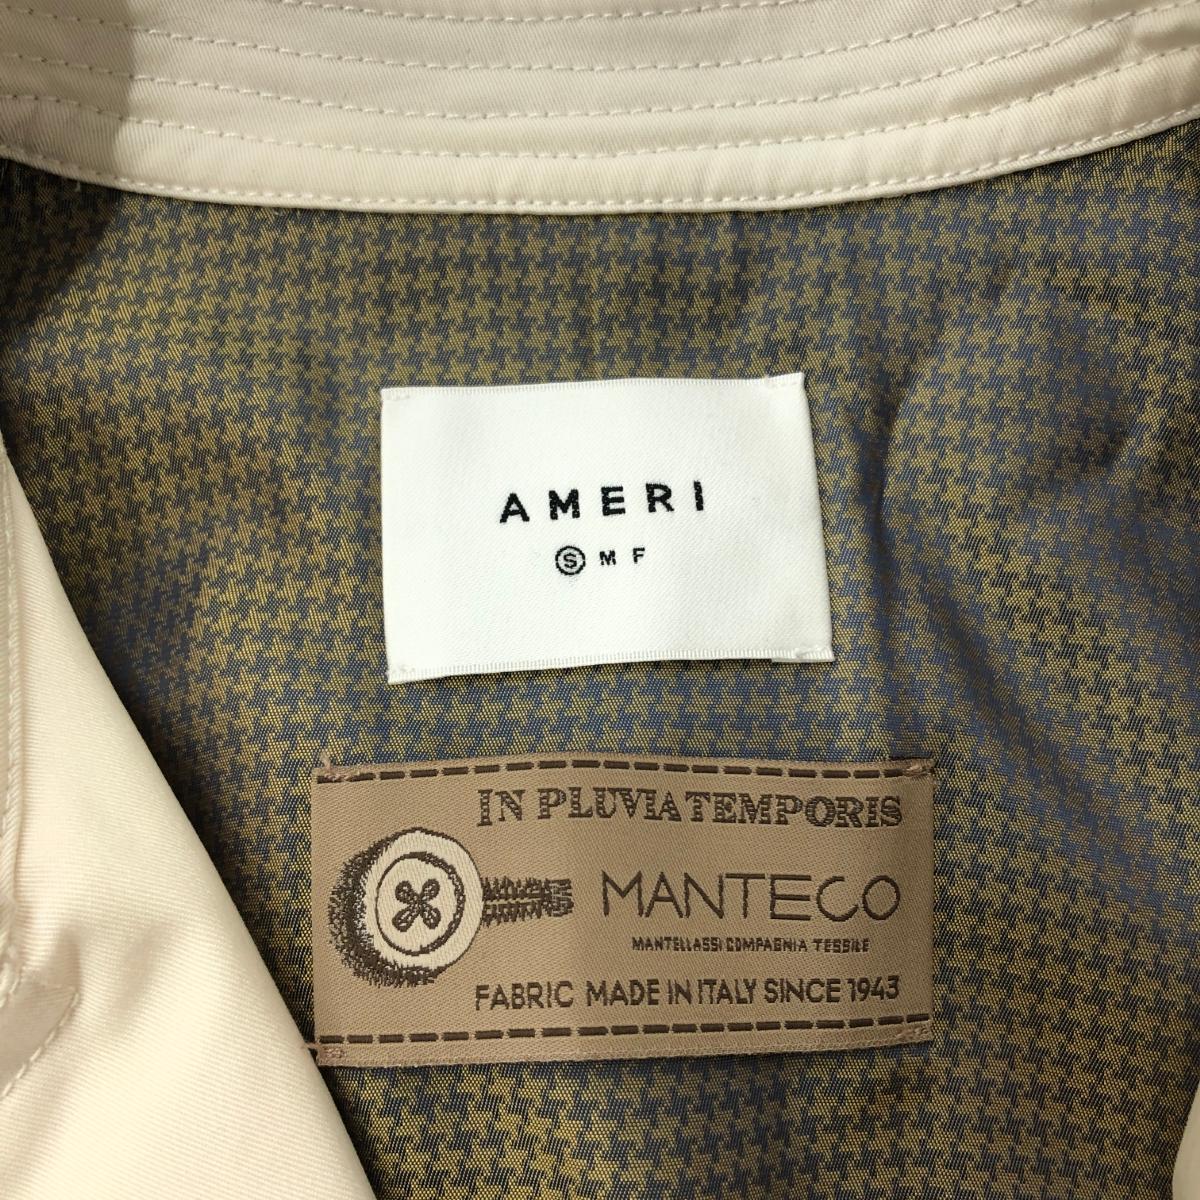 AMERI
Ⓢ M F
IN PLUVIA TEMPORIS
MANTECO
MANTELLASSI COMPAGNIA TESSILE
FABRIC MADE IN ITALY SINCE 1943